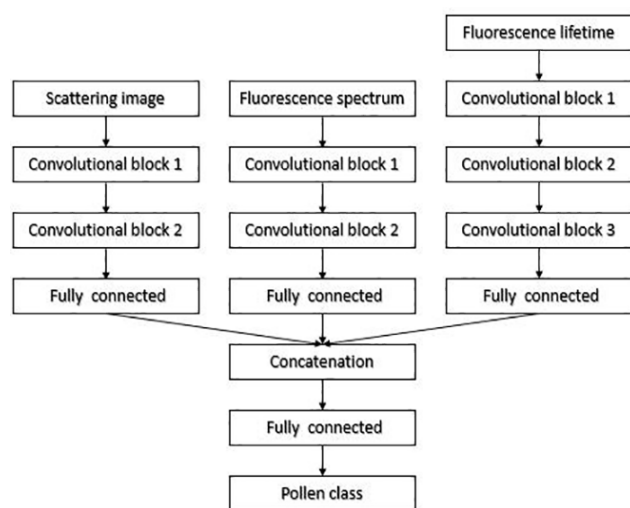 Fluorescence lifetime
Scattering image
Fluorescence spectrum
Convolutional block 1
Convolutional block 1
Convolutional block 1
Convolutional block 2
Convolutional block 2
Convolutional block 2
Convolutional block 3
Fully connected
Fully connected
Fully connected
Concatenation
Fully connected
Pollen class